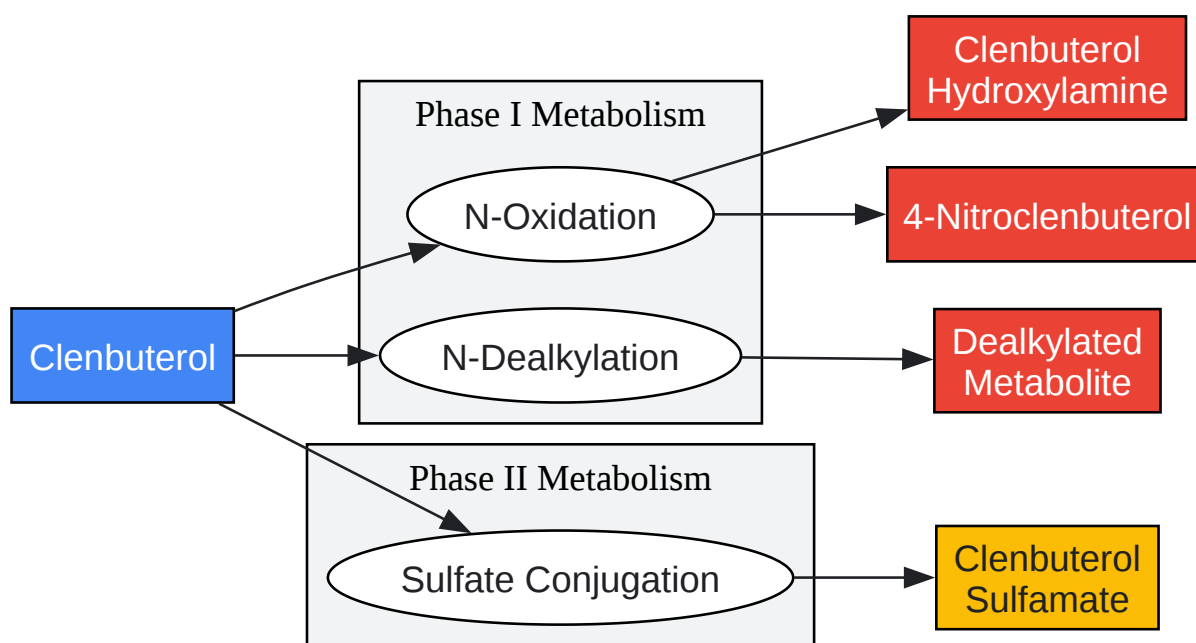 Clenbuterol
Hydroxylamine
Phase I Metabolism
N-Oxidation
4-Nitroclenbuterol
Clenbuterol
N-Dealkylation
Dealkylated
Metabolite
Phase II Metabolism
Sulfate Conjugation
Clenbuterol
Sulfamate